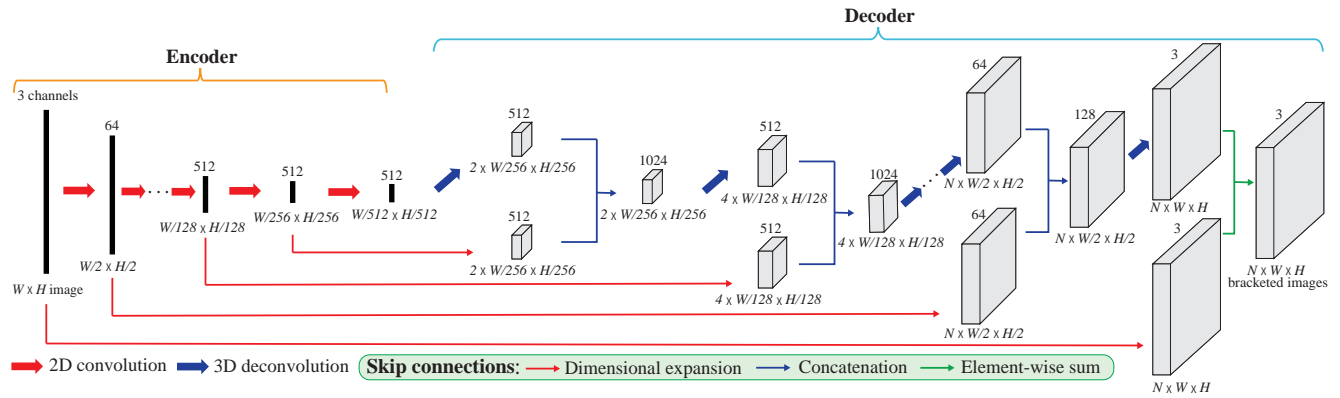 Decoder
Encoder
3 channels
64
512
512
512
W x H image
W/2 x H/2
W/128 x H/128
W/256 x H/256
W/512 x H/512
512
2 x W/256 x H/256
512
2 x W/256 x H/256
1024
2 x W/256 x H/256
512
4 x W/128 x H/128
512
4 x W/128 x H/128
1024
4 x W/128 x H/128
64
N x W/2 x H/2
64
N x W/2 x H/2
128
N x W/2 x H/2
3
N x W x H
3
N x W x H
3
N x W x H
bracketed images
2D convolution
3D deconvolution
Skip connections:
Dimensional expansion
Concatenation
Element-wise sum